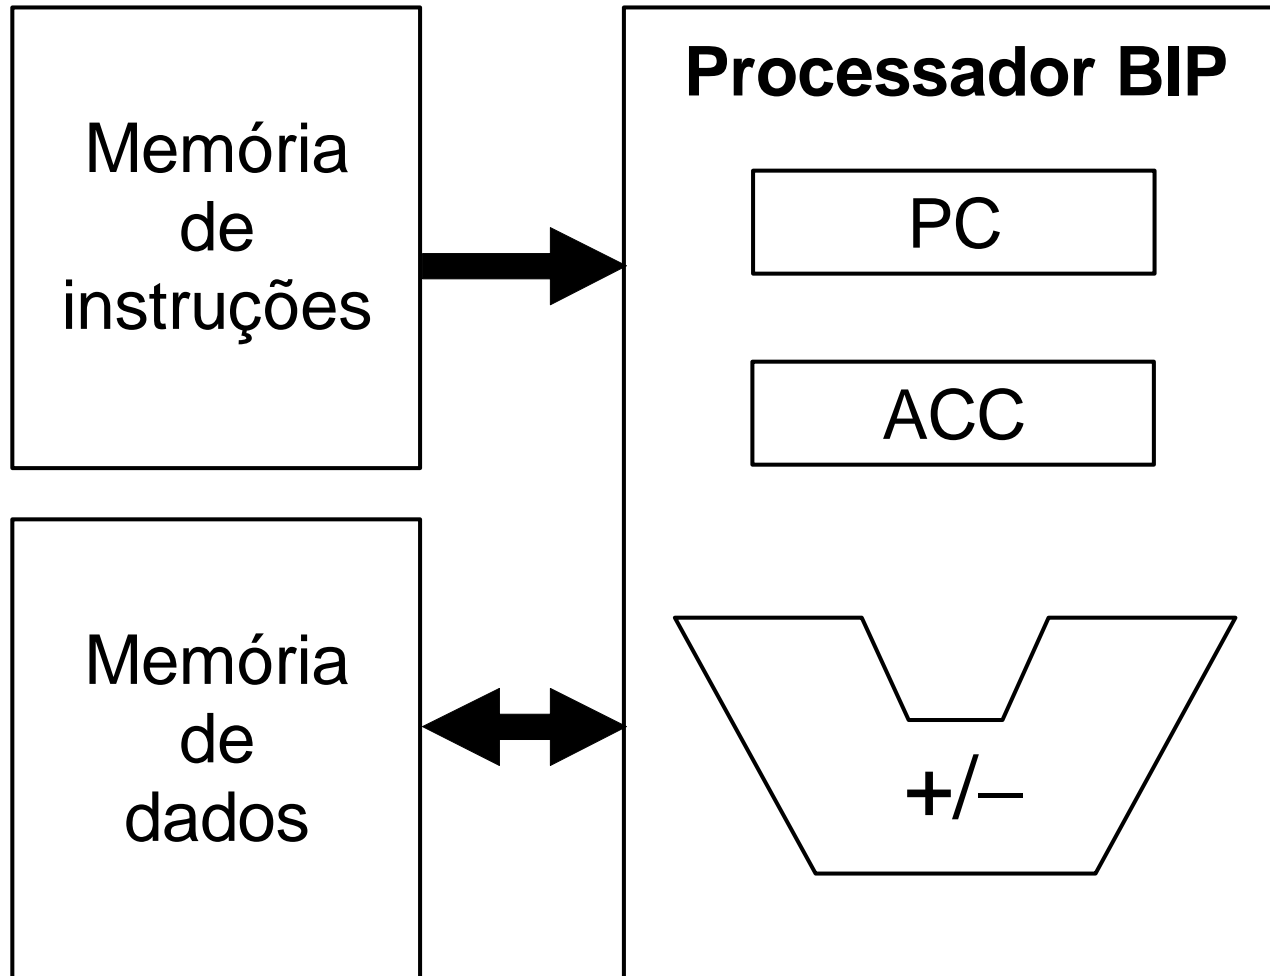 Memória
de
instruções
Processador BIP
PC
ACC
Memória
de
dados
+/−